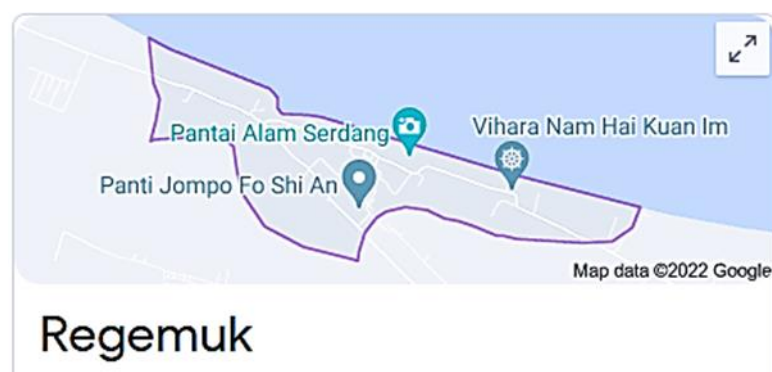 Pantai Alam Serdang
Vihara Nam Hai Kuan Im
Panti Jompo Fo Shi An
Map data ©2022 Google
Regemuk